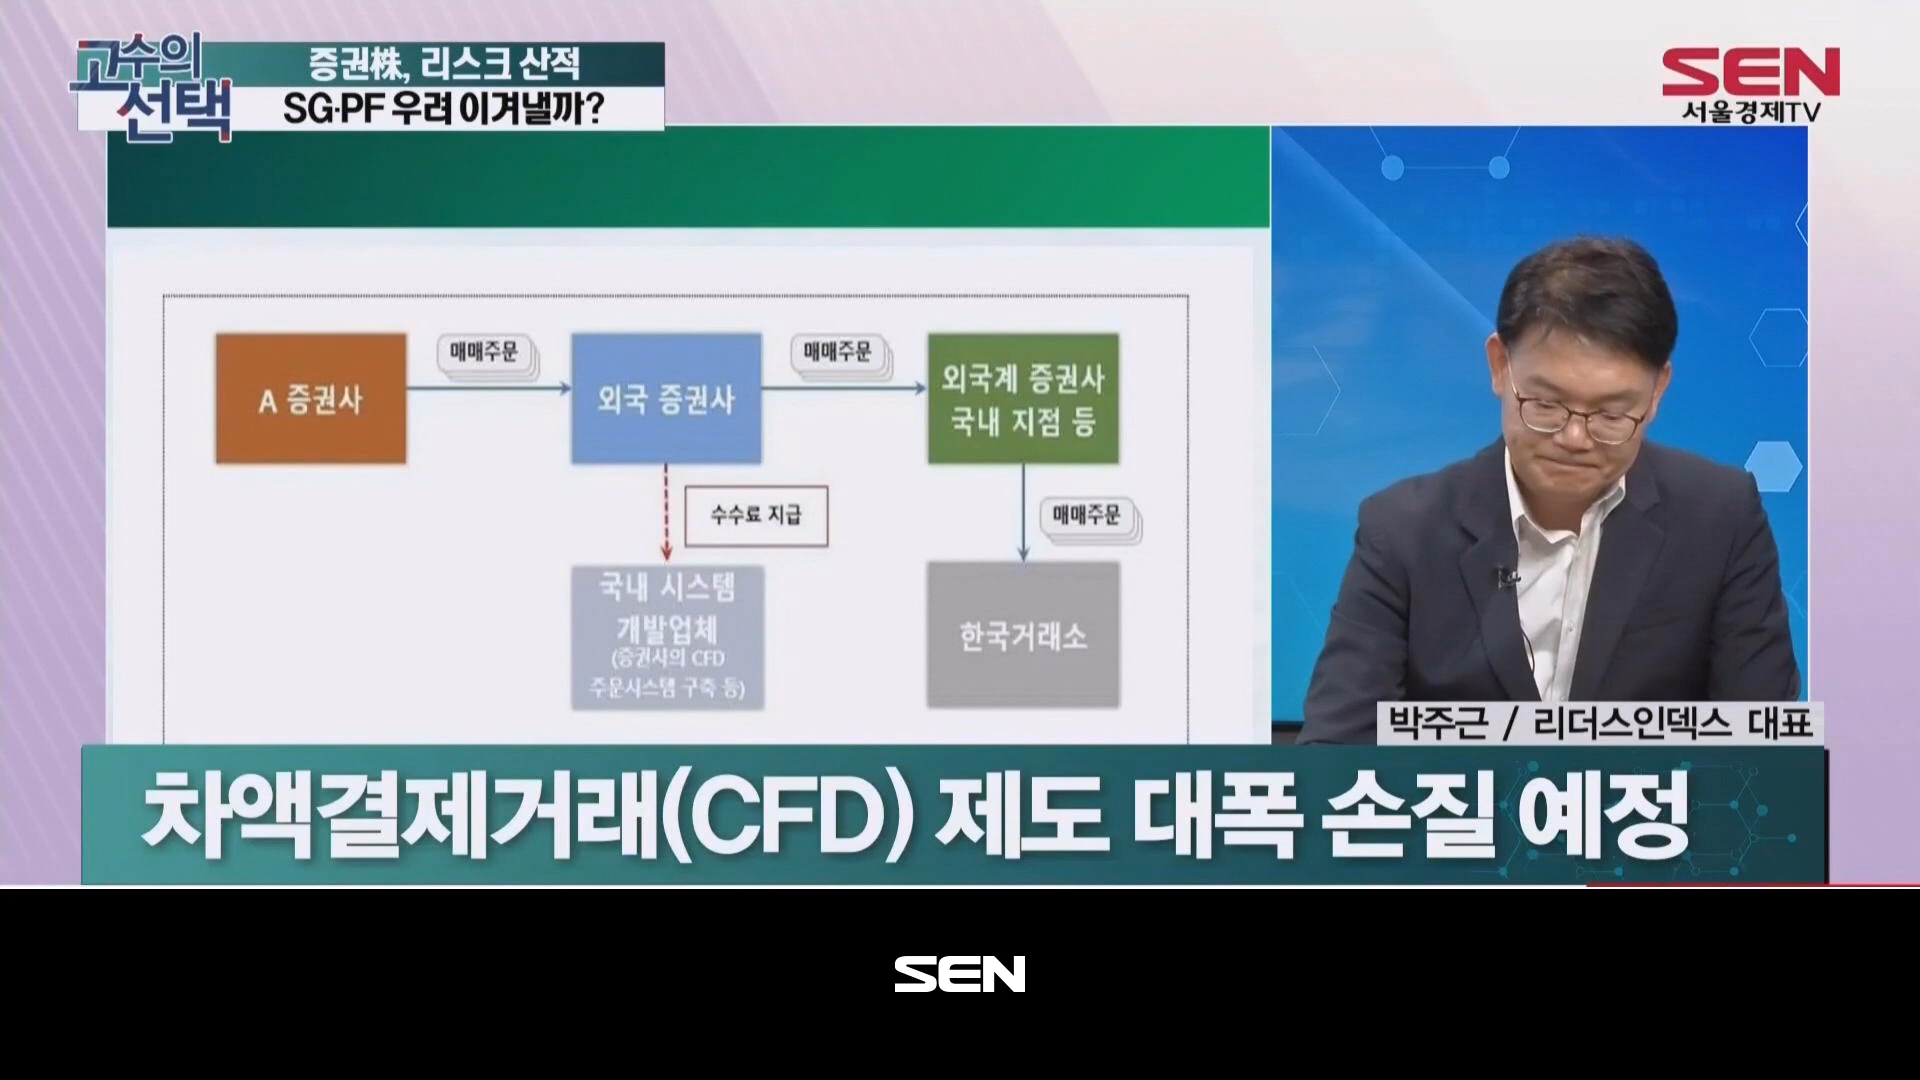 고수의
선택
증권株, 리스크 산적
SG·PF 우려 이겨낼까?
SEN
서울경제TV
A 증권사
매매주문
외국 증권사
매매주문
외국계 증권사
국내 지점 등
수수료 지급
매매주문
국내 시스템
개발업체
(증권사의 CFD
주문시스템 구축 등)
한국거래소
박주근 / 리더스인덱스 대표
차액결제거래(CFD) 제도 대폭 손질 예정
SEN